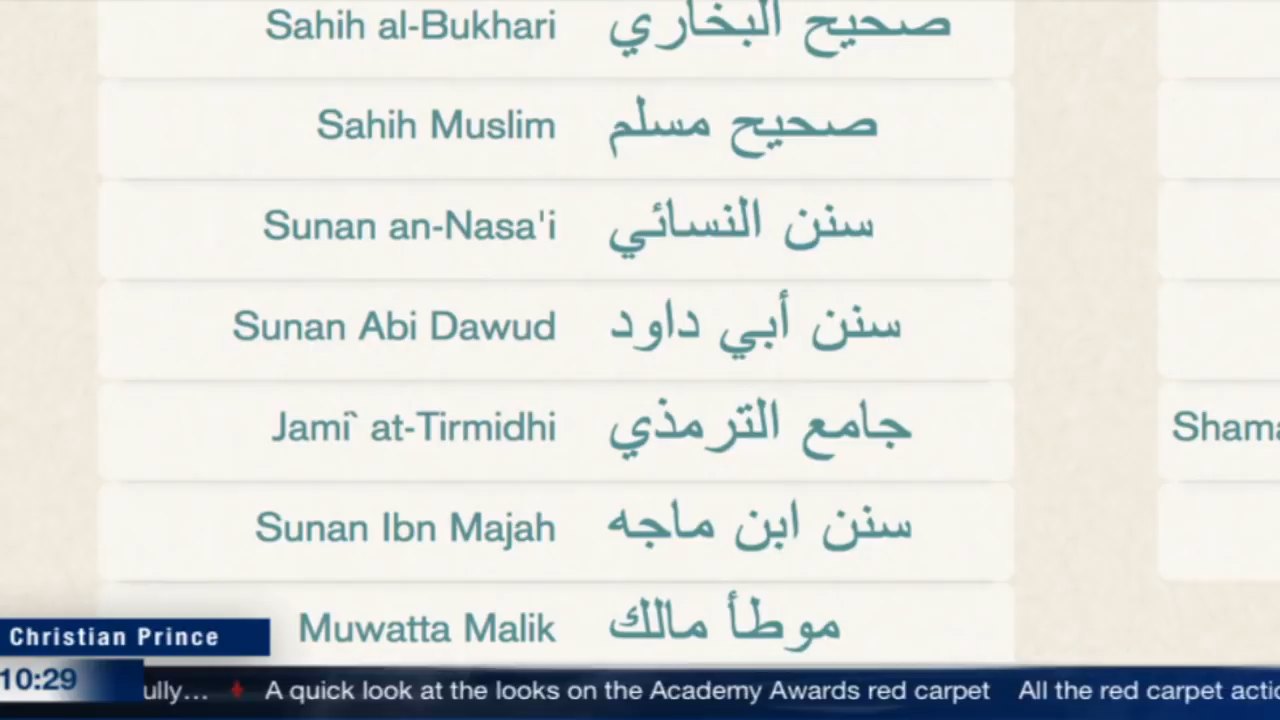 Sahih al-Bukhari صحيح البخاري
Sahih Muslim صحيح مسلم
Sunan an-Nasa'i سنن النسائي
Sunan Abi Dawud سنن أبي داود
Jami` at-Tirmidhi جامع الترمذي
Sunan Ibn Majah سنن ابن ماجه
Muwatta Malik موطأ مالك
Christian Prince
10:29
A quick look at the looks on the Academy Awards red carpet All the red carpet